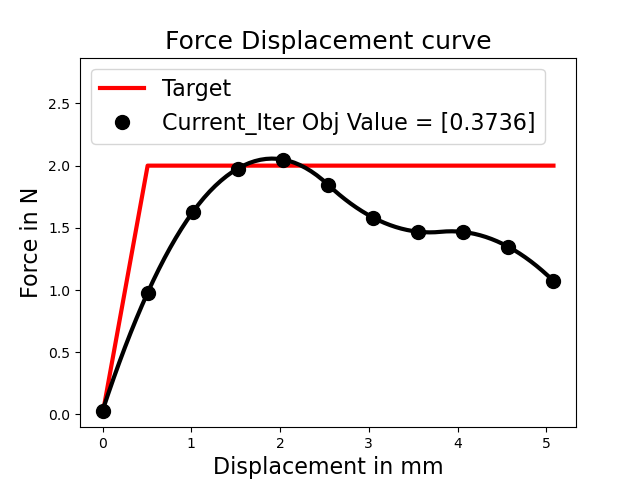 Force Displacement curve
Target
Current_Iter Obj Value = [0.3736]
2.5
2.0
1.5
1.0
0.5
0.0
Force in N
0 1 2 3 4 5
Displacement in mm